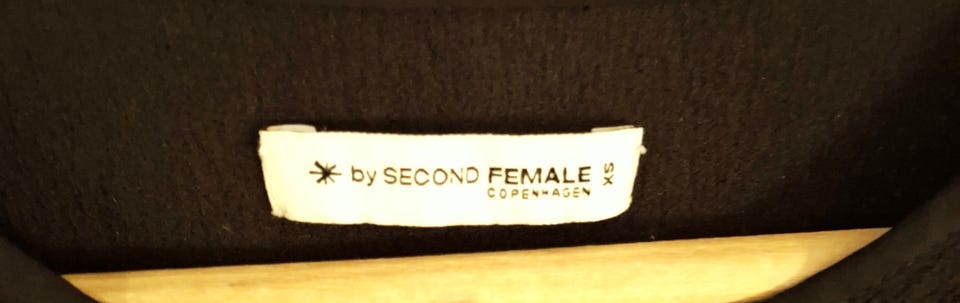 by SECOND FEMALE
COPENHAGEN
XS